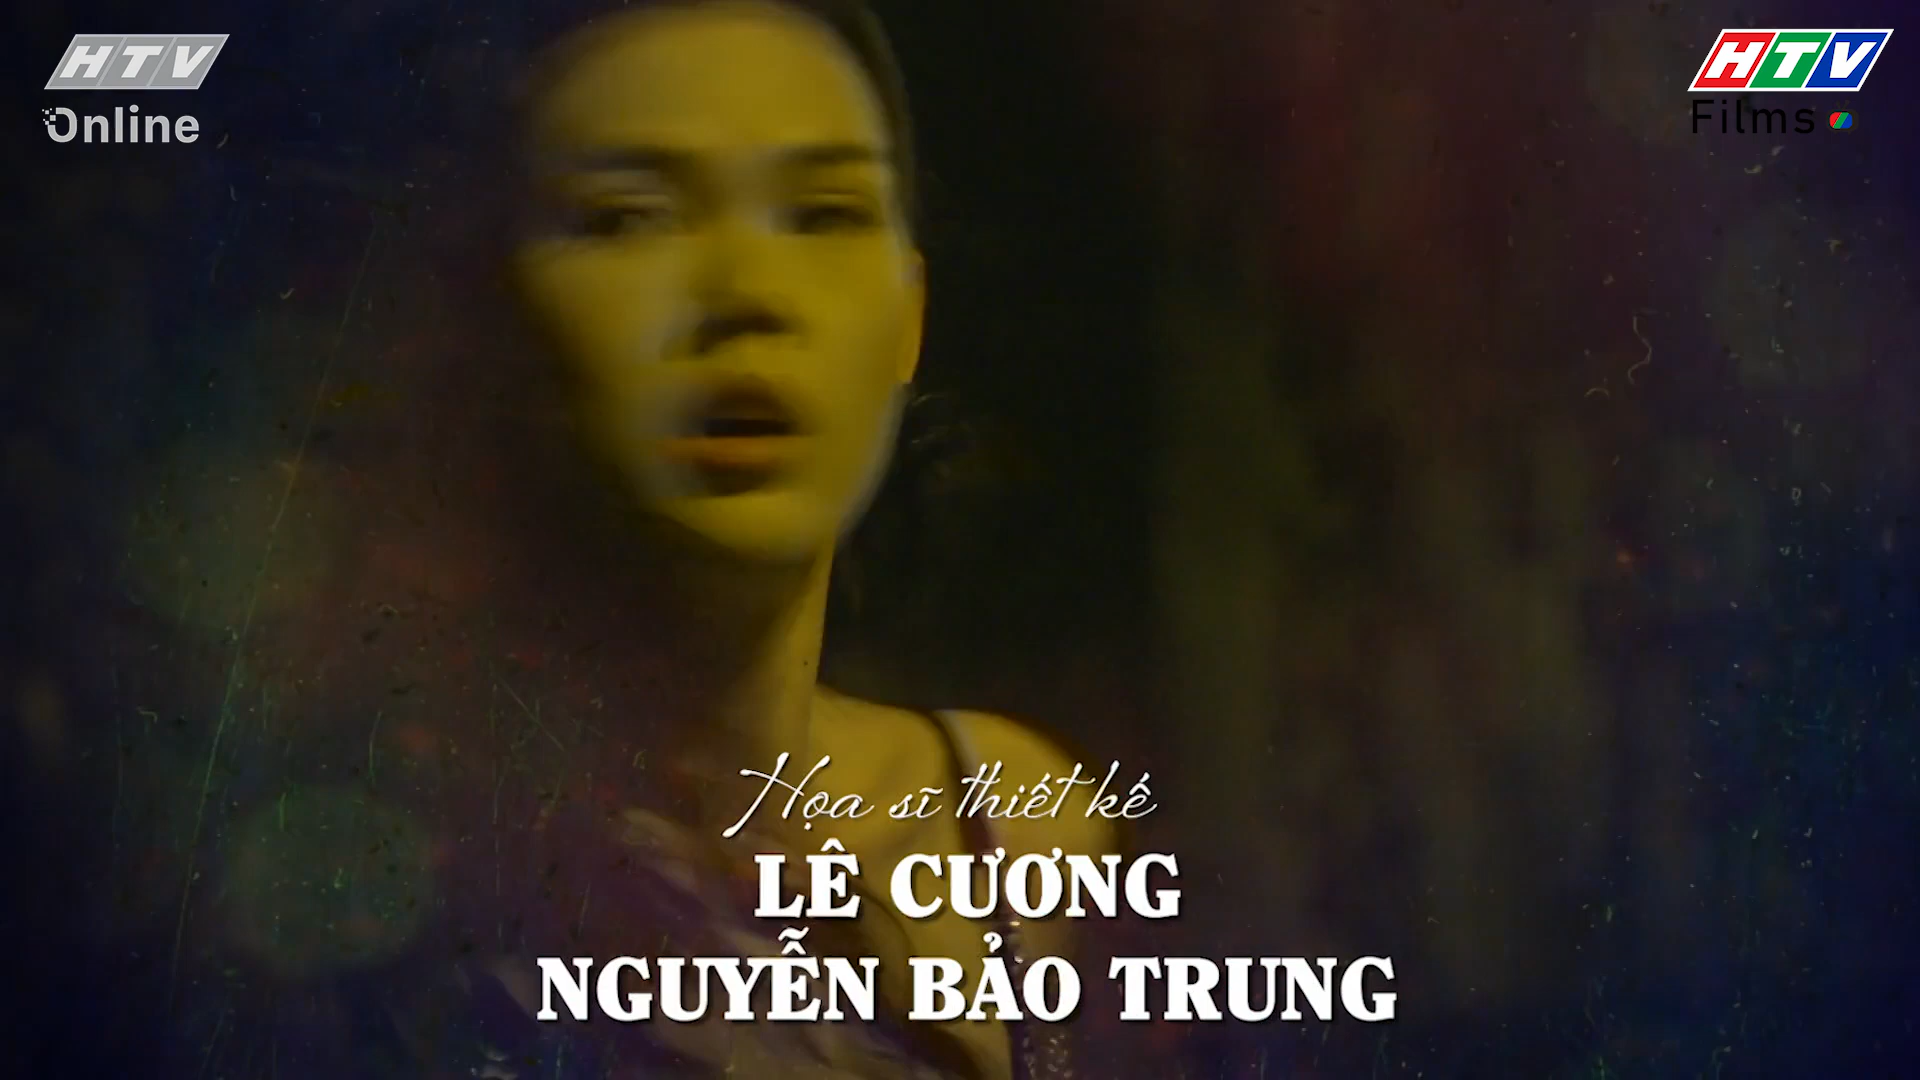 HTV
Online
HTV
Films
Họa sĩ thiết kế
LÊ CƯƠNG
NGUYỄN BẢO TRUNG